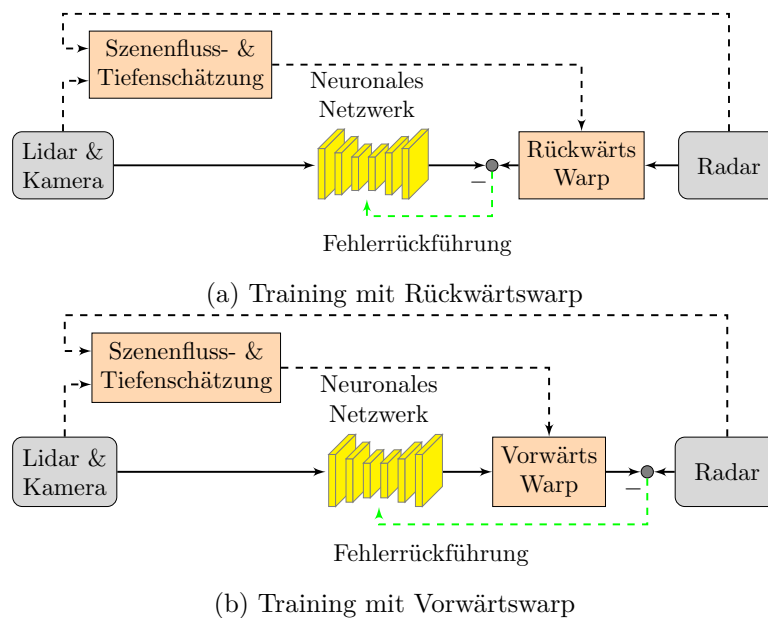 Szenenfluss- &
Tiefenschätzung
Neuronales
Netzwerk
Lidar &
Kamera
Rückwärts
Warp
Radar
−
Fehlerrückführung
(a) Training mit Rückwärtswarp
Szenenfluss- &
Tiefenschätzung
Neuronales
Netzwerk
Lidar &
Kamera
Vorwärts
Warp
Radar
−
Fehlerrückführung
(b) Training mit Vorwärtswarp